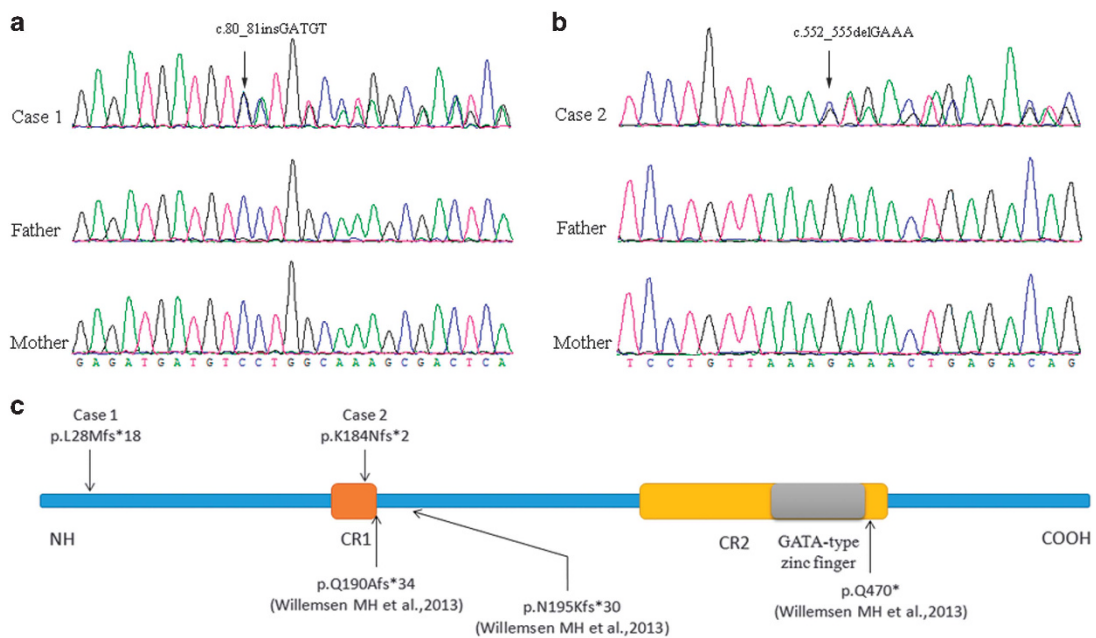 a
c.80_81insGATGT
Case 1
Father
Mother
G A G A T G A T G T C C T G G C A A A G C G A C T C A
b
c.552_555delGAAA
Case 2
Father
Mother
T C C T G T T A A A G A A A C T G A G A C A G
c
Case 1
p.L28Mfs*18
Case 2
p.K184Nfs*2
NH
CR1
CR2
GATA-type
zinc finger
COOH
p.Q190Afs*34
(Willemsen MH et al.,2013)
p.N195Kfs*30
(Willemsen MH et al.,2013)
p.Q470*
(Willemsen MH et al.,2013)